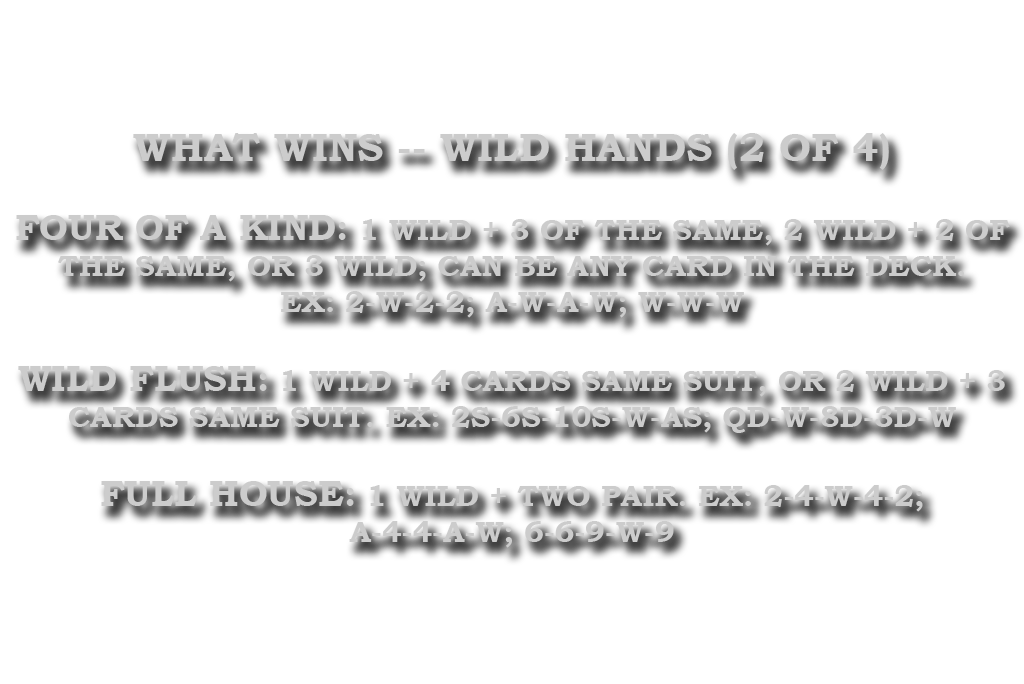 WHAT WINS -- WILD HANDS (2 OF 4)
FOUR OF A KIND: 1 WILD + 3 OF THE SAME, 2 WILD + 2 OF
THE SAME, OR 3 WILD; CAN BE ANY CARD IN THE DECK.
EX: 2-W-2-2; A-W-A-W; W-W-W
WILD FLUSH: 1 WILD + 4 CARDS SAME SUIT, OR 2 WILD + 3
CARDS SAME SUIT. EX: 2S-6S-10S-W-AS; QD-W-8D-3D-W
FULL HOUSE: 1 WILD + TWO PAIR. EX: 2-4-W-4-2;
A-4-4-A-W; 6-6-9-W-9